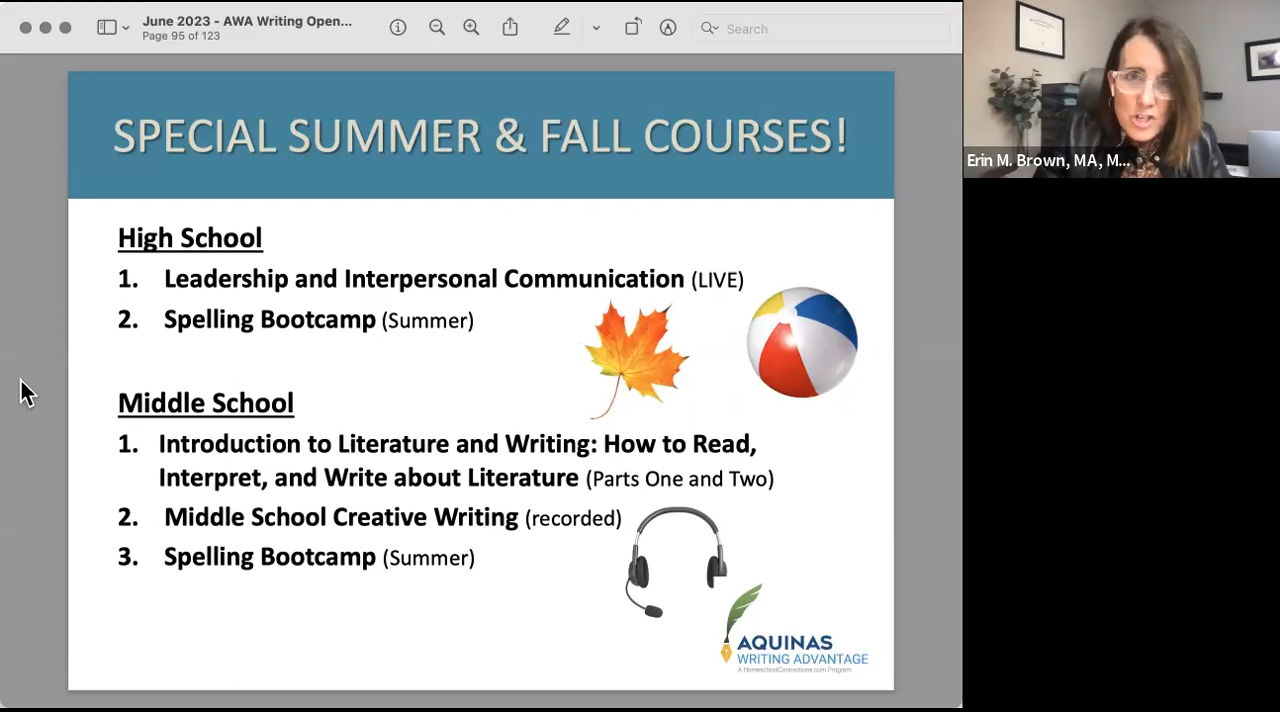 June 2023 - AWA Writing Open...
Page 95 of 123
Search
SPECIAL SUMMER & FALL COURSES!
High School
1. Leadership and Interpersonal Communication (LIVE)
2. Spelling Bootcamp (Summer)
Middle School
1. Introduction to Literature and Writing: How to Read,
Interpret, and Write about Literature (Parts One and Two)
2. Middle School Creative Writing (recorded)
3. Spelling Bootcamp (Summer)
AQUINAS
WRITING ADVANTAGE
A HomeschoolConnections.com Program
Erin M. Brown, MA, M...